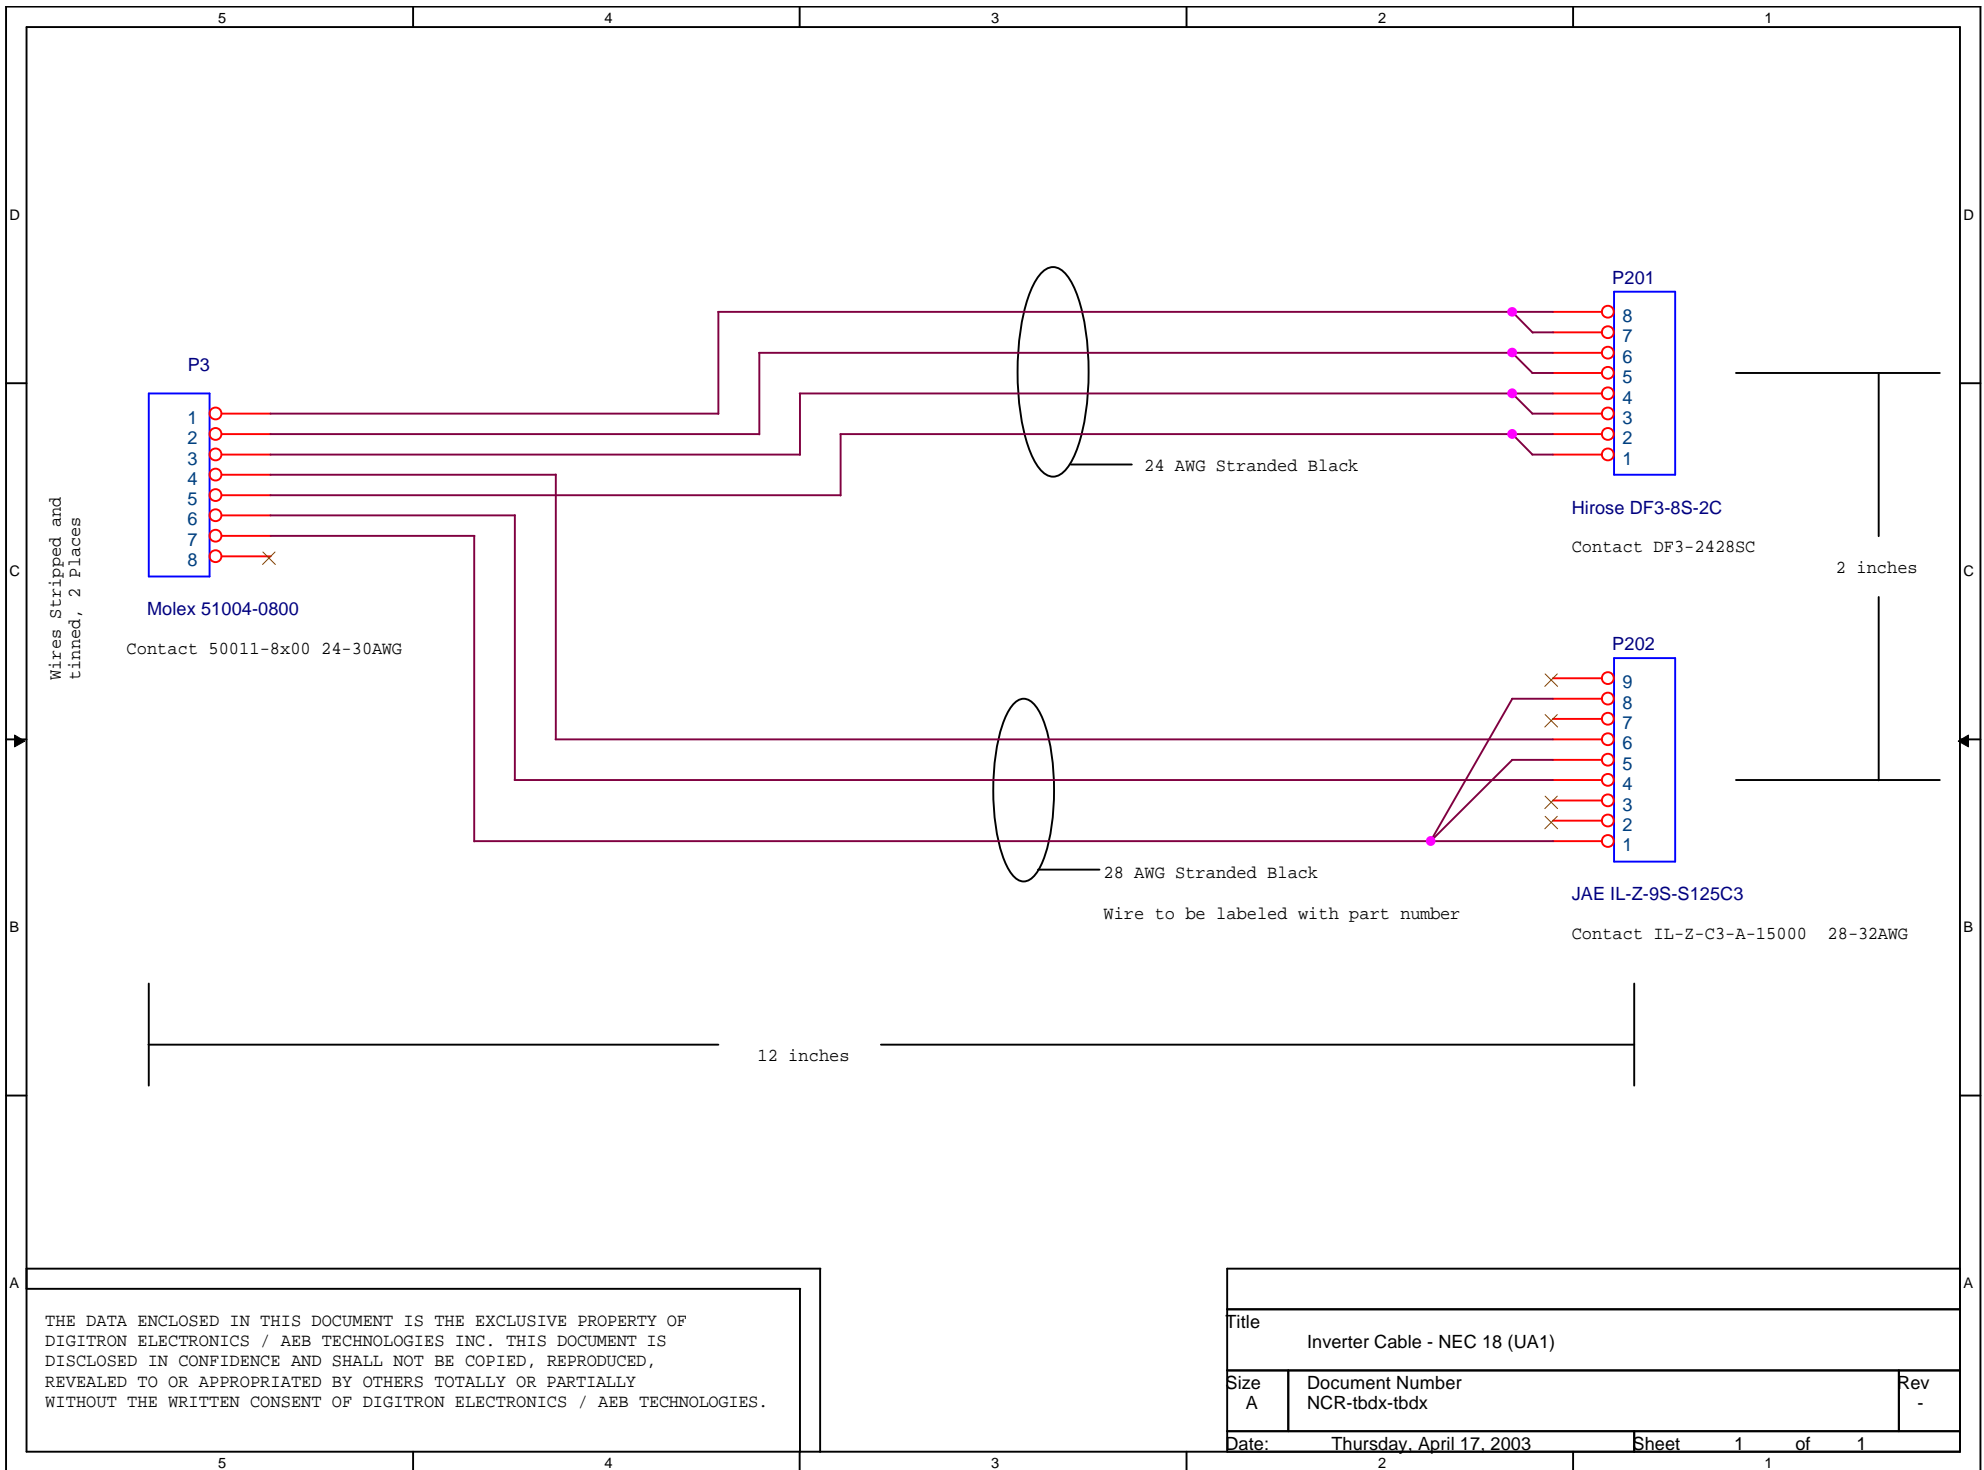 5 4 3 2 1
D D
P201
8
7
6
5
4
3
2
1
P3
1
2
3
4
5
6
7
8
24 AWG Stranded Black
Wires Stripped and
tinned, 2 Places
Hirose DF3-8S-2C
Contact DF3-2428SC
2 inches
C C
Molex 51004-0800
Contact 50011-8x00 24-30AWG
P202
9
8
7
6
5
4
3
2
1
28 AWG Stranded Black
Wire to be labeled with part number
JAE IL-Z-9S-S125C3
Contact IL-Z-C3-A-15000 28-32AWG
B B
12 inches
A A
THE DATA ENCLOSED IN THIS DOCUMENT IS THE EXCLUSIVE PROPERTY OF
DIGITRON ELECTRONICS / AEB TECHNOLOGIES INC. THIS DOCUMENT IS
DISCLOSED IN CONFIDENCE AND SHALL NOT BE COPIED, REPRODUCED,
REVEALED TO OR APPROPRIATED BY OTHERS TOTALLY OR PARTIALLY
WITHOUT THE WRITTEN CONSENT OF DIGITRON ELECTRONICS / AEB TECHNOLOGIES.
Title
Inverter Cable - NEC 18 (UA1)
Size Document Number Rev
A NCR-tbdx-tbdx -
Date: Thursday, April 17, 2003 Sheet 1 of 1
5 4 3 2 1